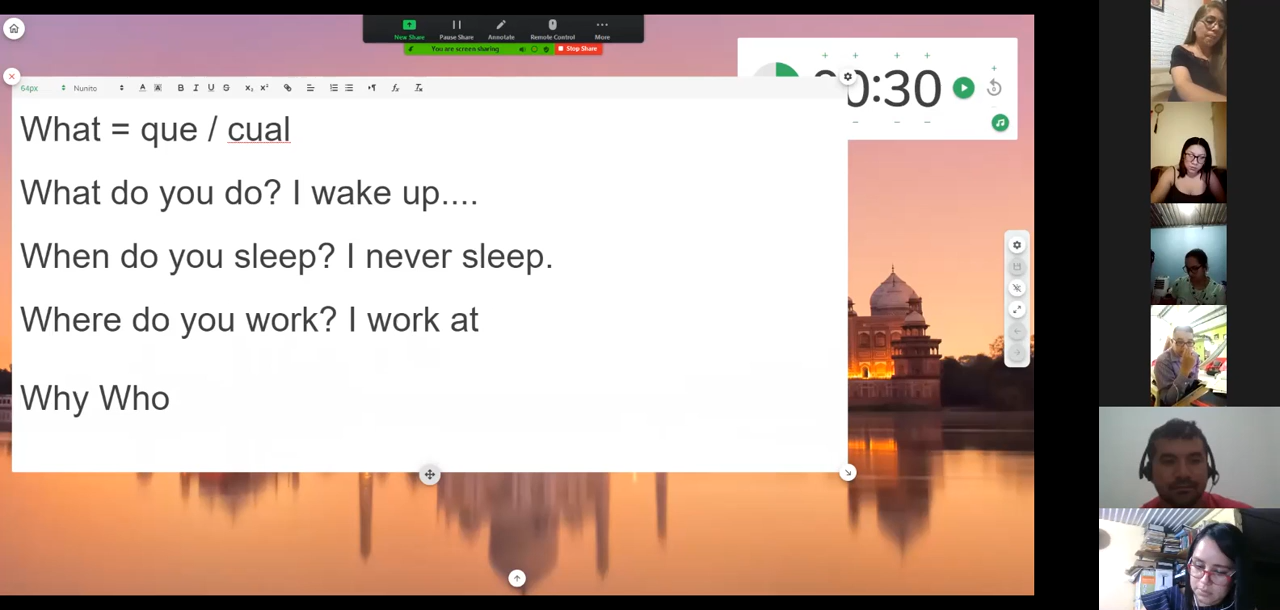 New Share Pause Share Annotate Remote Control More
You are screen sharing Stop Share
64px Nunito
:30
What = que / cual
What do you do? I wake up....
When do you sleep? I never sleep.
Where do you work? I work at
Why Who